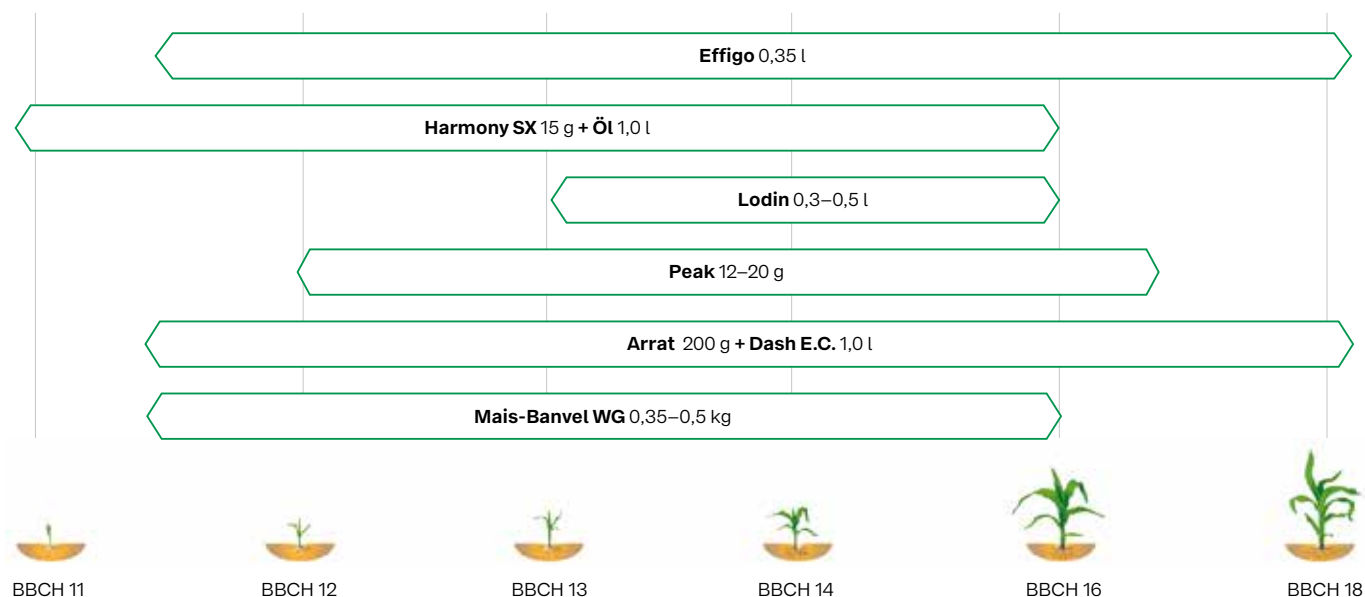 Effigo 0,35 l
Harmony SX 15 g + Öl 1,0 l
Lodin 0,3–0,5 l
Peak 12–20 g
Arrat 200 g + Dash E.C. 1,0 l
Mais-Banvel WG 0,35–0,5 kg
BBCH 11 BBCH 12 BBCH 13 BBCH 14 BBCH 16 BBCH 18